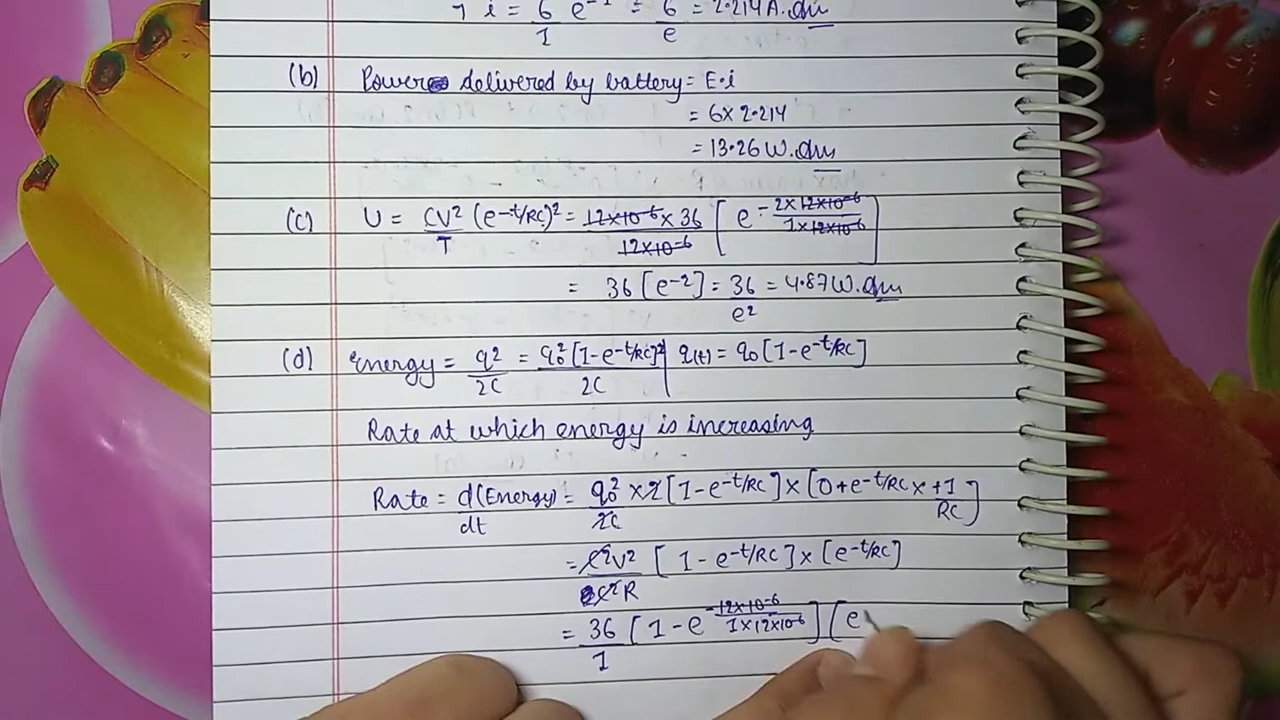 i = 6/1 e⁻¹ = 6/e = 2.214A. Ans
(b) Power delivered by battery = E·i
= 6×2.214
= 13.26 W. Ans
(c) U = CV²/T (e^-t/RC)² = 12×10⁻⁶×36/12×10⁻⁶ [e^-2×12×10⁻⁶/1×12×10⁻⁶]
= 36[e⁻²] = 36/e² = 4.87W. Ans
(d) Energy = q²/2C = q₀²[1-e^-t/RC]²/2C | q(t) = q₀[1-e^-t/RC]
Rate at which energy is increasing
Rate = d(Energy)/dt = q₀²/2C ×2[1-e^-t/RC]×[0+e^-t/RC × +1/RC]
= C²V²/C²R [1-e^-t/RC]×[e^-t/RC]
= 36/1 [1-e^-12×10⁻⁶/1×12×10⁻⁶][e